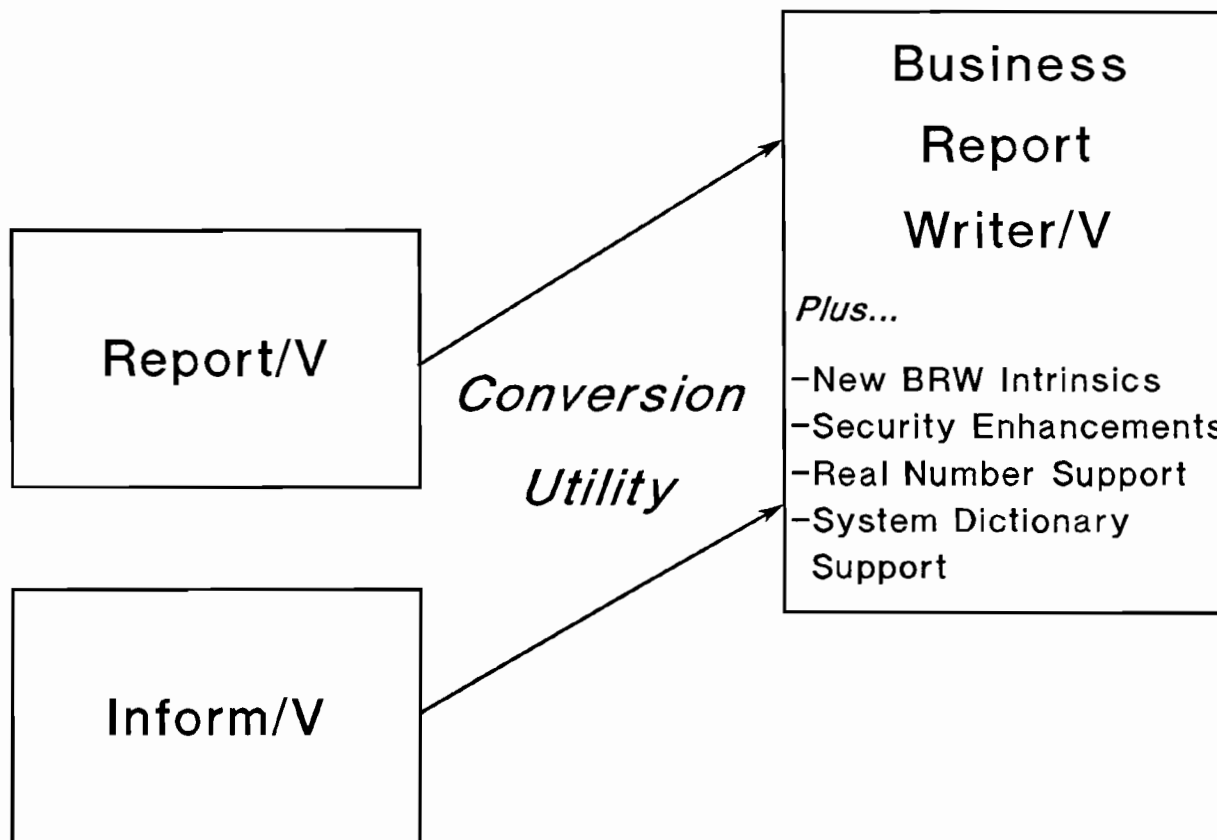 Business
Report
Writer/V
Plus...
-New BRW Intrinsics
-Security Enhancements
-Real Number Support
-System Dictionary
Support
Report/V
Conversion
Utility
Inform/V